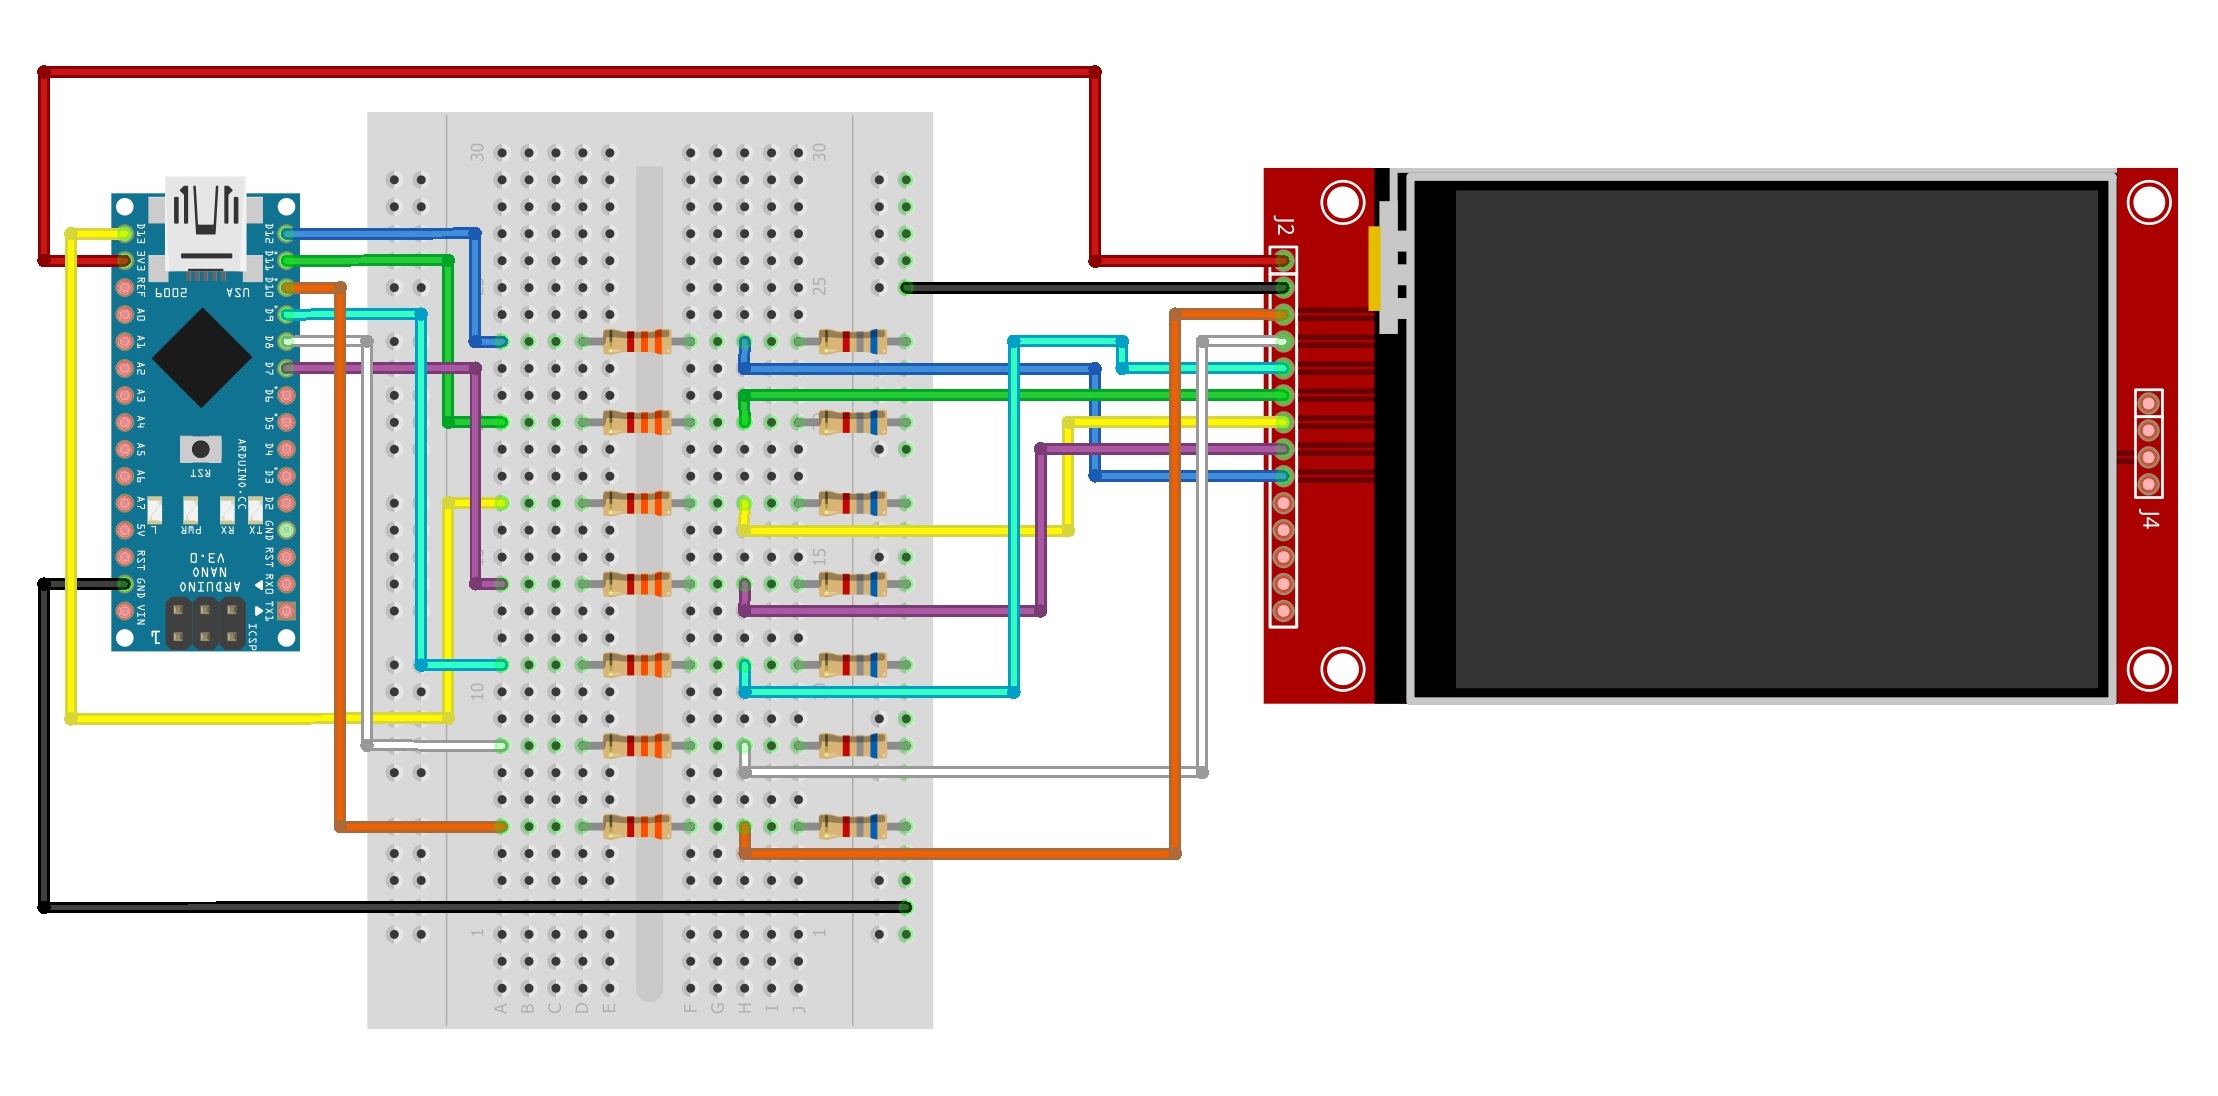 30
30
25
15
10
1
1
A
B
C
D
E
F
G
H
I
J
D13
3V3
REF
A0
A1
A2
A3
A4
A5
A6
A7
5V
RST
GND
VIN
D12
D11
D10
D9
D8
D7
D6
D5
D4
D3
D2
GND
RST
RX0
TX1
USA
2009
RST
ARDUINO.CC
TX
RX
PWR
L
ARDUINO
NANO
V3.0
ICSP
1
J2
J4